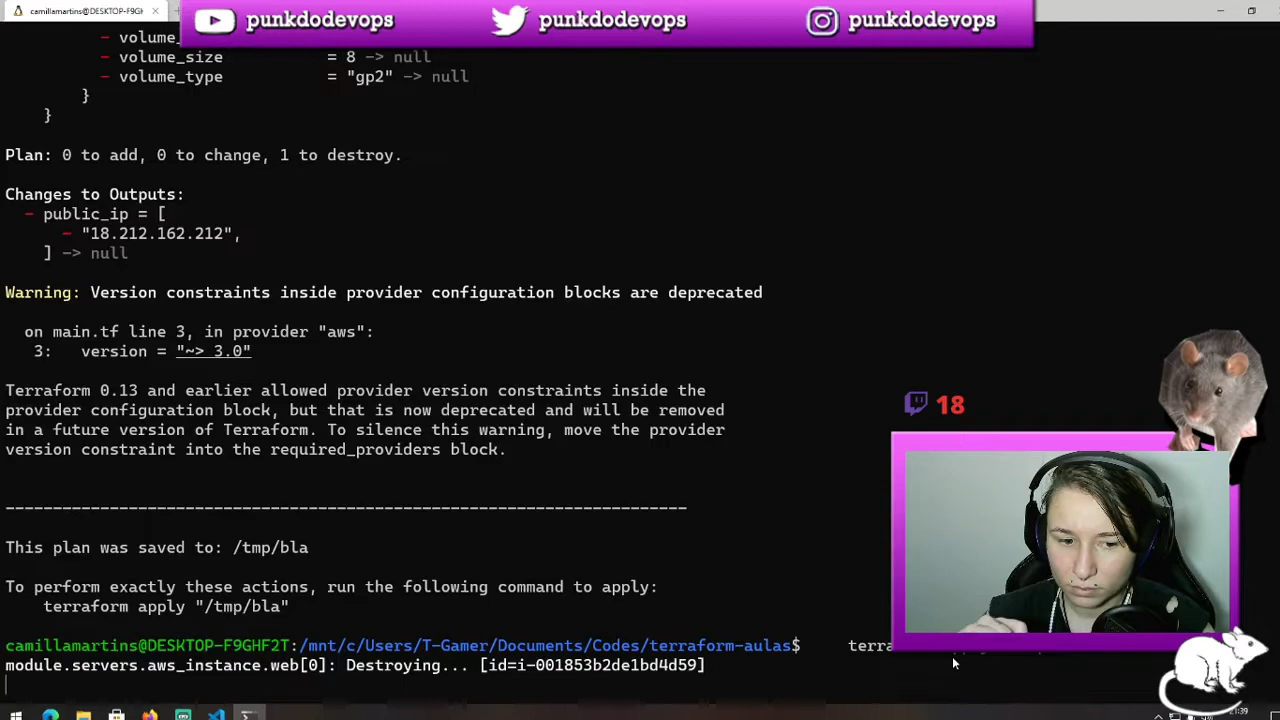 camillamartins@DESKTOP-F9GHF
punkdodevops
punkdodevops
punkdodevops
- volume_
- volume_size = 8 -> null
- volume_type = "gp2" -> null
}
}
Plan: 0 to add, 0 to change, 1 to destroy.
Changes to Outputs:
- public_ip = [
- "18.212.162.212",
] -> null
Warning: Version constraints inside provider configuration blocks are deprecated
on main.tf line 3, in provider "aws":
3: version = "~> 3.0"
Terraform 0.13 and earlier allowed provider version constraints inside the
provider configuration block, but that is now deprecated and will be removed
in a future version of Terraform. To silence this warning, move the provider
version constraint into the required_providers block.
18
------------------------------------------------------------------------
This plan was saved to: /tmp/bla
To perform exactly these actions, run the following command to apply:
terraform apply "/tmp/bla"
camillamartins@DESKTOP-F9GHF2T:/mnt/c/Users/T-Gamer/Documents/Codes/terraform-aulas$ terra
module.servers.aws_instance.web[0]: Destroying... [id=i-001853b2de1bd4d59]
21:39